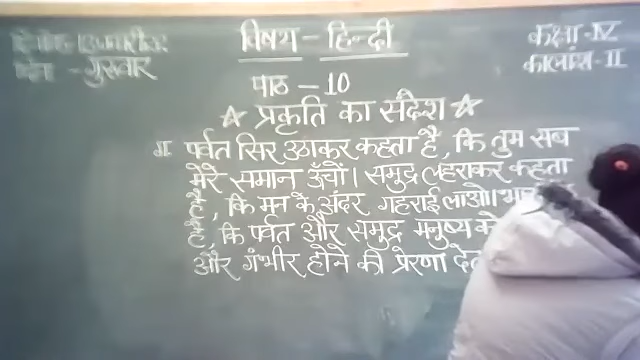 विषय - हिन्दी
कक्षा - IV
दिन - गुरुवार
कालांश - II
पाठ - 10
☆ प्रकृति का संदेश ☆
पर्वत सिर उठाकर कहता है, कि तुम सब
मेरे समान ऊँचों। समुद्र लहराकर कहता
है, कि मन के अंदर गहराई लाओ।
है, कि पर्वत और समुद्र मनुष्य को
और गंभीर होने की प्रेरणा